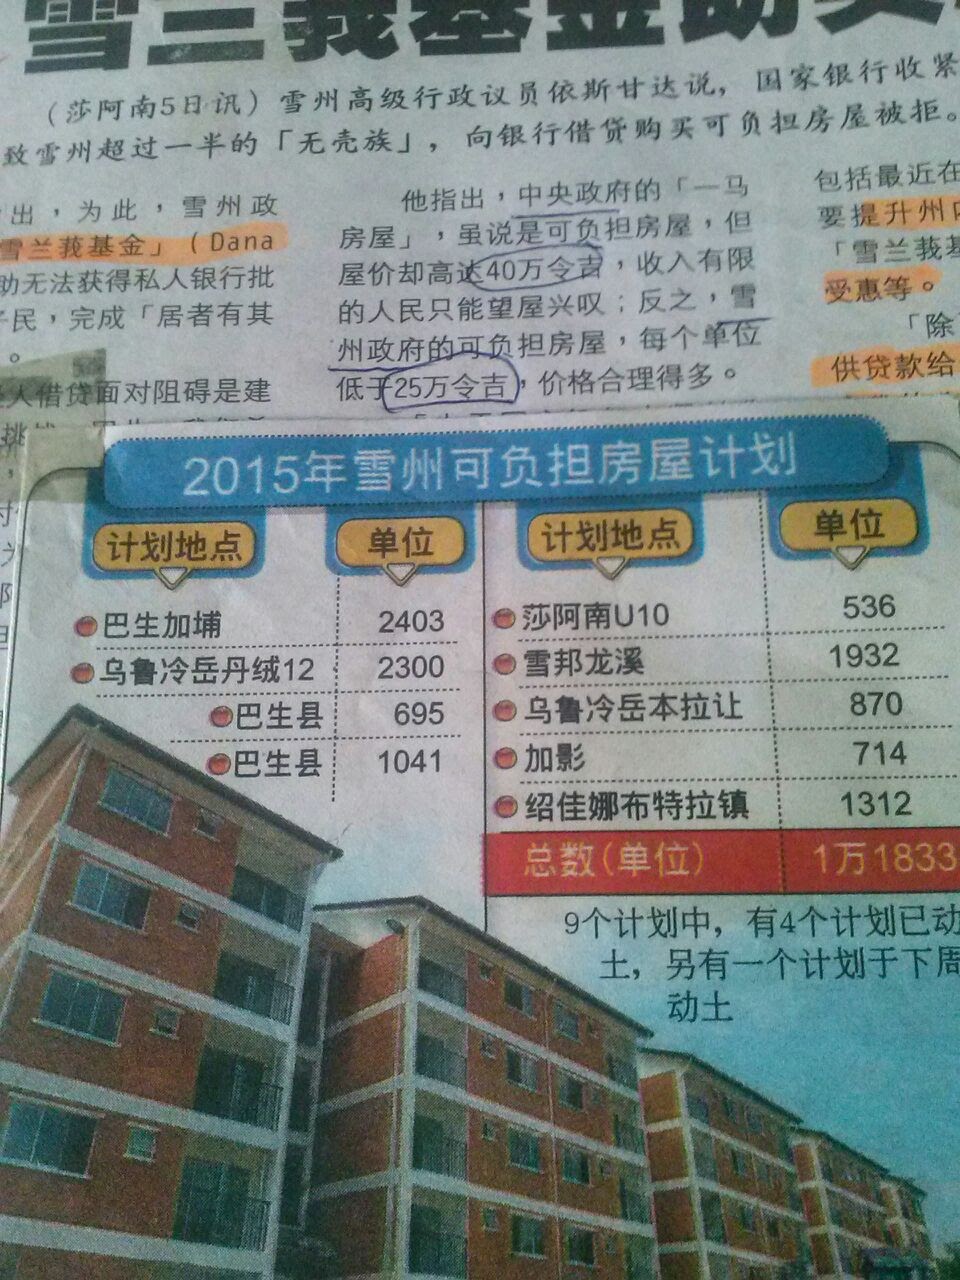 雪兰莪基金助
(莎阿南5日讯)雪州高级行政议员依斯甘达说,国家银行收紧
致雪州超过一半的「无壳族」,向银行借贷购买可负担房屋被拒。
出,为此,雪州政
雪兰莪基金」(Dana
助无法获得私人银行批
民,完成「居者有其
。
人借贷面对阻碍是建
他指出,中央政府的「一马
房屋」,虽说是可负担房屋,但
屋价却高达40万令吉,收入有限
的人民只能望屋兴叹;反之,雪
州政府的可负担房屋,每个单位
低于25万令吉,价格合理得多。
包括最近在
要提升州内
「雪兰莪基
受惠等。
「除
供贷款给
2015年雪州可负担房屋计划
计划地点 单位
巴生加埔 2403
乌鲁冷岳丹绒12 2300
巴生县 695
巴生县 1041
计划地点 单位
莎阿南U10 536
雪邦龙溪 1932
乌鲁冷岳本拉让 870
加影 714
绍佳娜布特拉镇 1312
总数(单位) 1万1833
9个计划中,有4个计划已动
土,另有一个计划于下周
动土